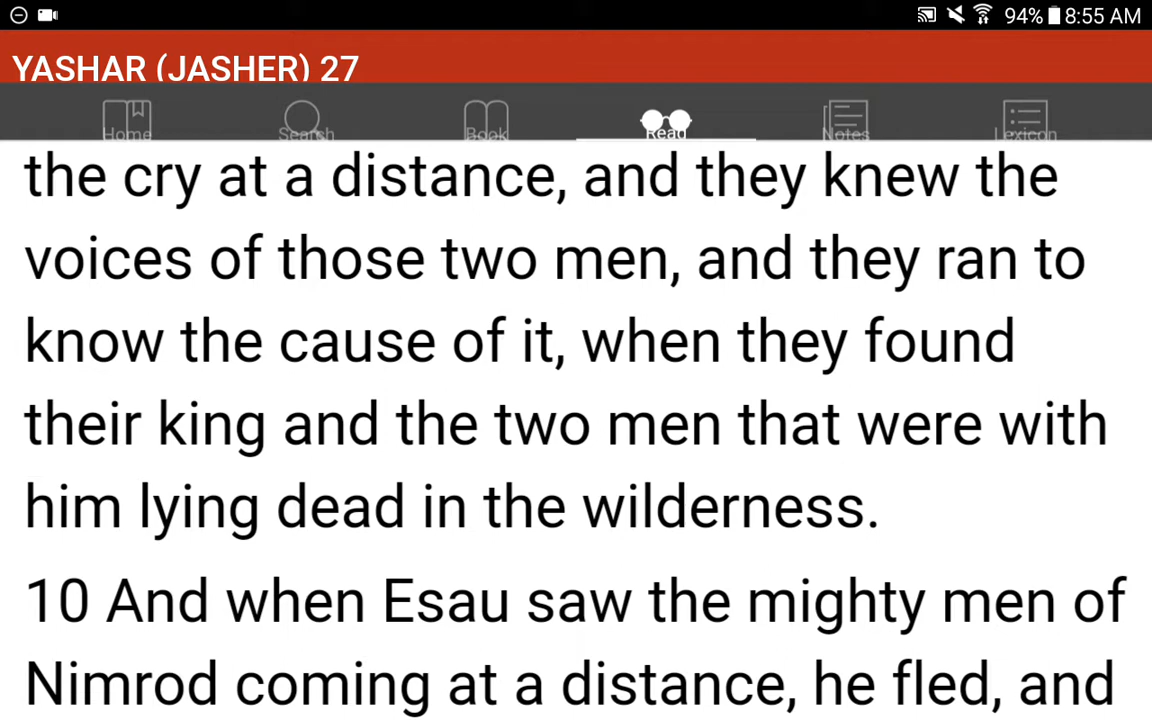 94% 8:55 AM
YASHAR (JASHER) 27
Home Search Book Read Notes Lexicon
the cry at a distance, and they knew the
voices of those two men, and they ran to
know the cause of it, when they found
their king and the two men that were with
him lying dead in the wilderness.
10 And when Esau saw the mighty men of
Nimrod coming at a distance, he fled, and